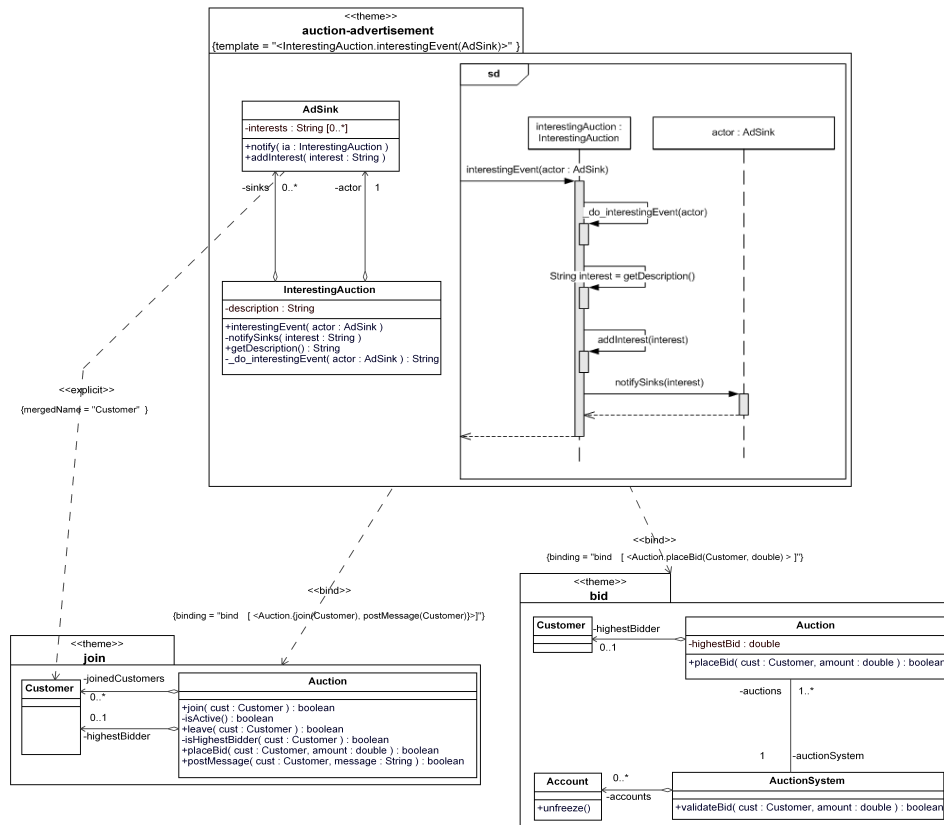 <<theme>>
auction-advertisement
{template = "<InterestingAuction.interestingEvent(AdSink)>" }
sd
AdSink
-interests : String [0..*]
+notify( ia : InterestingAuction )
+addInterest( interest : String )
-sinks 0..*
-actor 1
InterestingAuction
-description : String
+interestingEvent( actor : AdSink )
-notifySinks( interest : String )
+getDescription() : String
-_do_interestingEvent( actor : AdSink ) : String
interestingAuction :
InterestingAuction
actor : AdSink
interestingEvent(actor : AdSink)
_do_interestingEvent(actor)
String interest = getDescription()
addInterest(interest)
notifySinks(interest)
<<explicit>>
{mergedName = "Customer" }
<<bind>>
{binding = "bind [ <Auction.{join(Customer), postMessage(Customer)}>]"}
<<bind>>
{binding = "bind [ <Auction.placeBid(Customer, double) > ]"}
<<theme>>
join
Customer
-joinedCustomers
0..*
0..1
-highestBidder
Auction
+join( cust : Customer ) : boolean
-isActive() : boolean
+leave( cust : Customer ) : boolean
-isHighestBidder( cust : Customer ) : boolean
+placeBid( cust : Customer, amount : double ) : boolean
+postMessage( cust : Customer, message : String ) : boolean
<<theme>>
bid
Customer
-highestBidder
0..1
Auction
-highestBid : double
+placeBid( cust : Customer, amount : double ) : boolean
-auctions 1..*
1 -auctionSystem
Account
+unfreeze()
0..*
-accounts
AuctionSystem
+validateBid( cust : Customer, amount : double ) : boolean